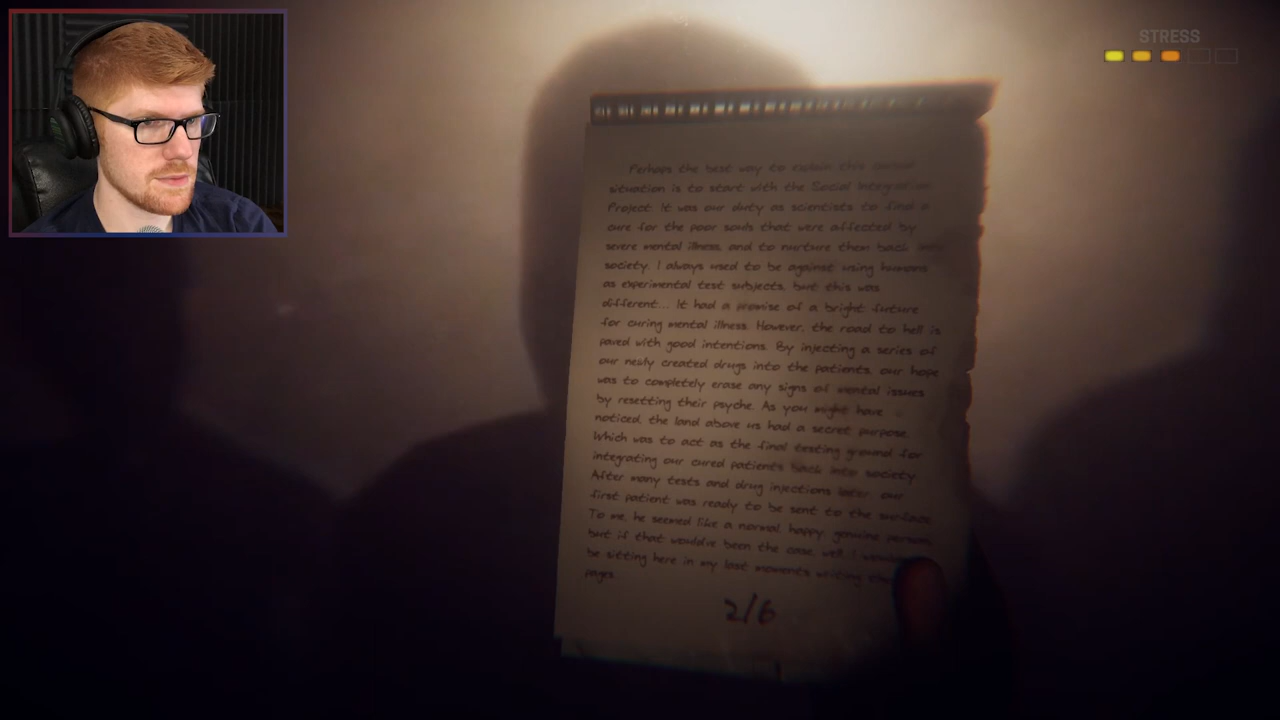 STRESS
Perhaps the best way to explain this current
situation is to start with the Social Integration
Project. It was our duty as scientists to find a
cure for the poor souls that were affected by
severe mental illness, and to nurture them back into
society. I always used to be against using humans
as experimental test subjects, but this was
different... It had a promise of a bright future
for curing mental illness. However, the road to hell is
paved with good intentions. By injecting a series of
our newly created drugs into the patients, our hope
was to completely erase any signs of mental issues
by resetting their psyche. As you might have
noticed, the land above us had a secret purpose.
Which was to act as the final testing ground for
integrating our cured patients back into society.
After many tests and drug injections later, our
first patient was ready to be sent to the surface.
To me, he seemed like a normal, happy, genuine person,
but if that would've been the case, well, I wouldn't
be sitting here in my last moments writing these
pages.
2/6